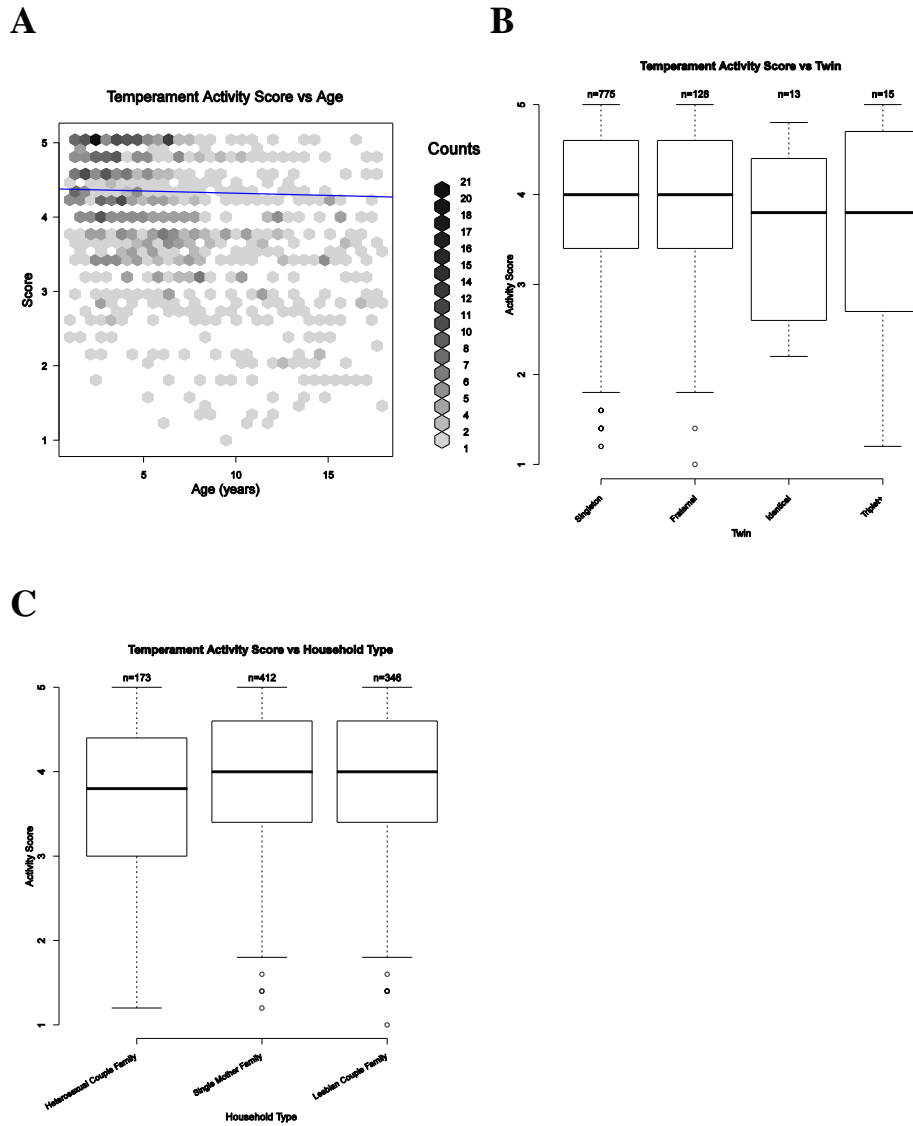 A
Temperament Activity Score vs Age
Score
5
4
3
2
1
5
10
15
Age (years)
Counts
21
20
18
17
16
15
14
12
11
10
8
7
6
5
4
2
1
B
Temperament Activity Score vs Twin
n=775
n=128
n=13
n=15
Activity Score
5
4
3
2
1
Singleton
Fraternal
Identical
Triplet+
Twin
C
Temperament Activity Score vs Household Type
n=173
n=412
n=346
Activity Score
5
4
3
2
1
Heterosexual Couple Family
Single Mother Family
Lesbian Couple Family
Household Type